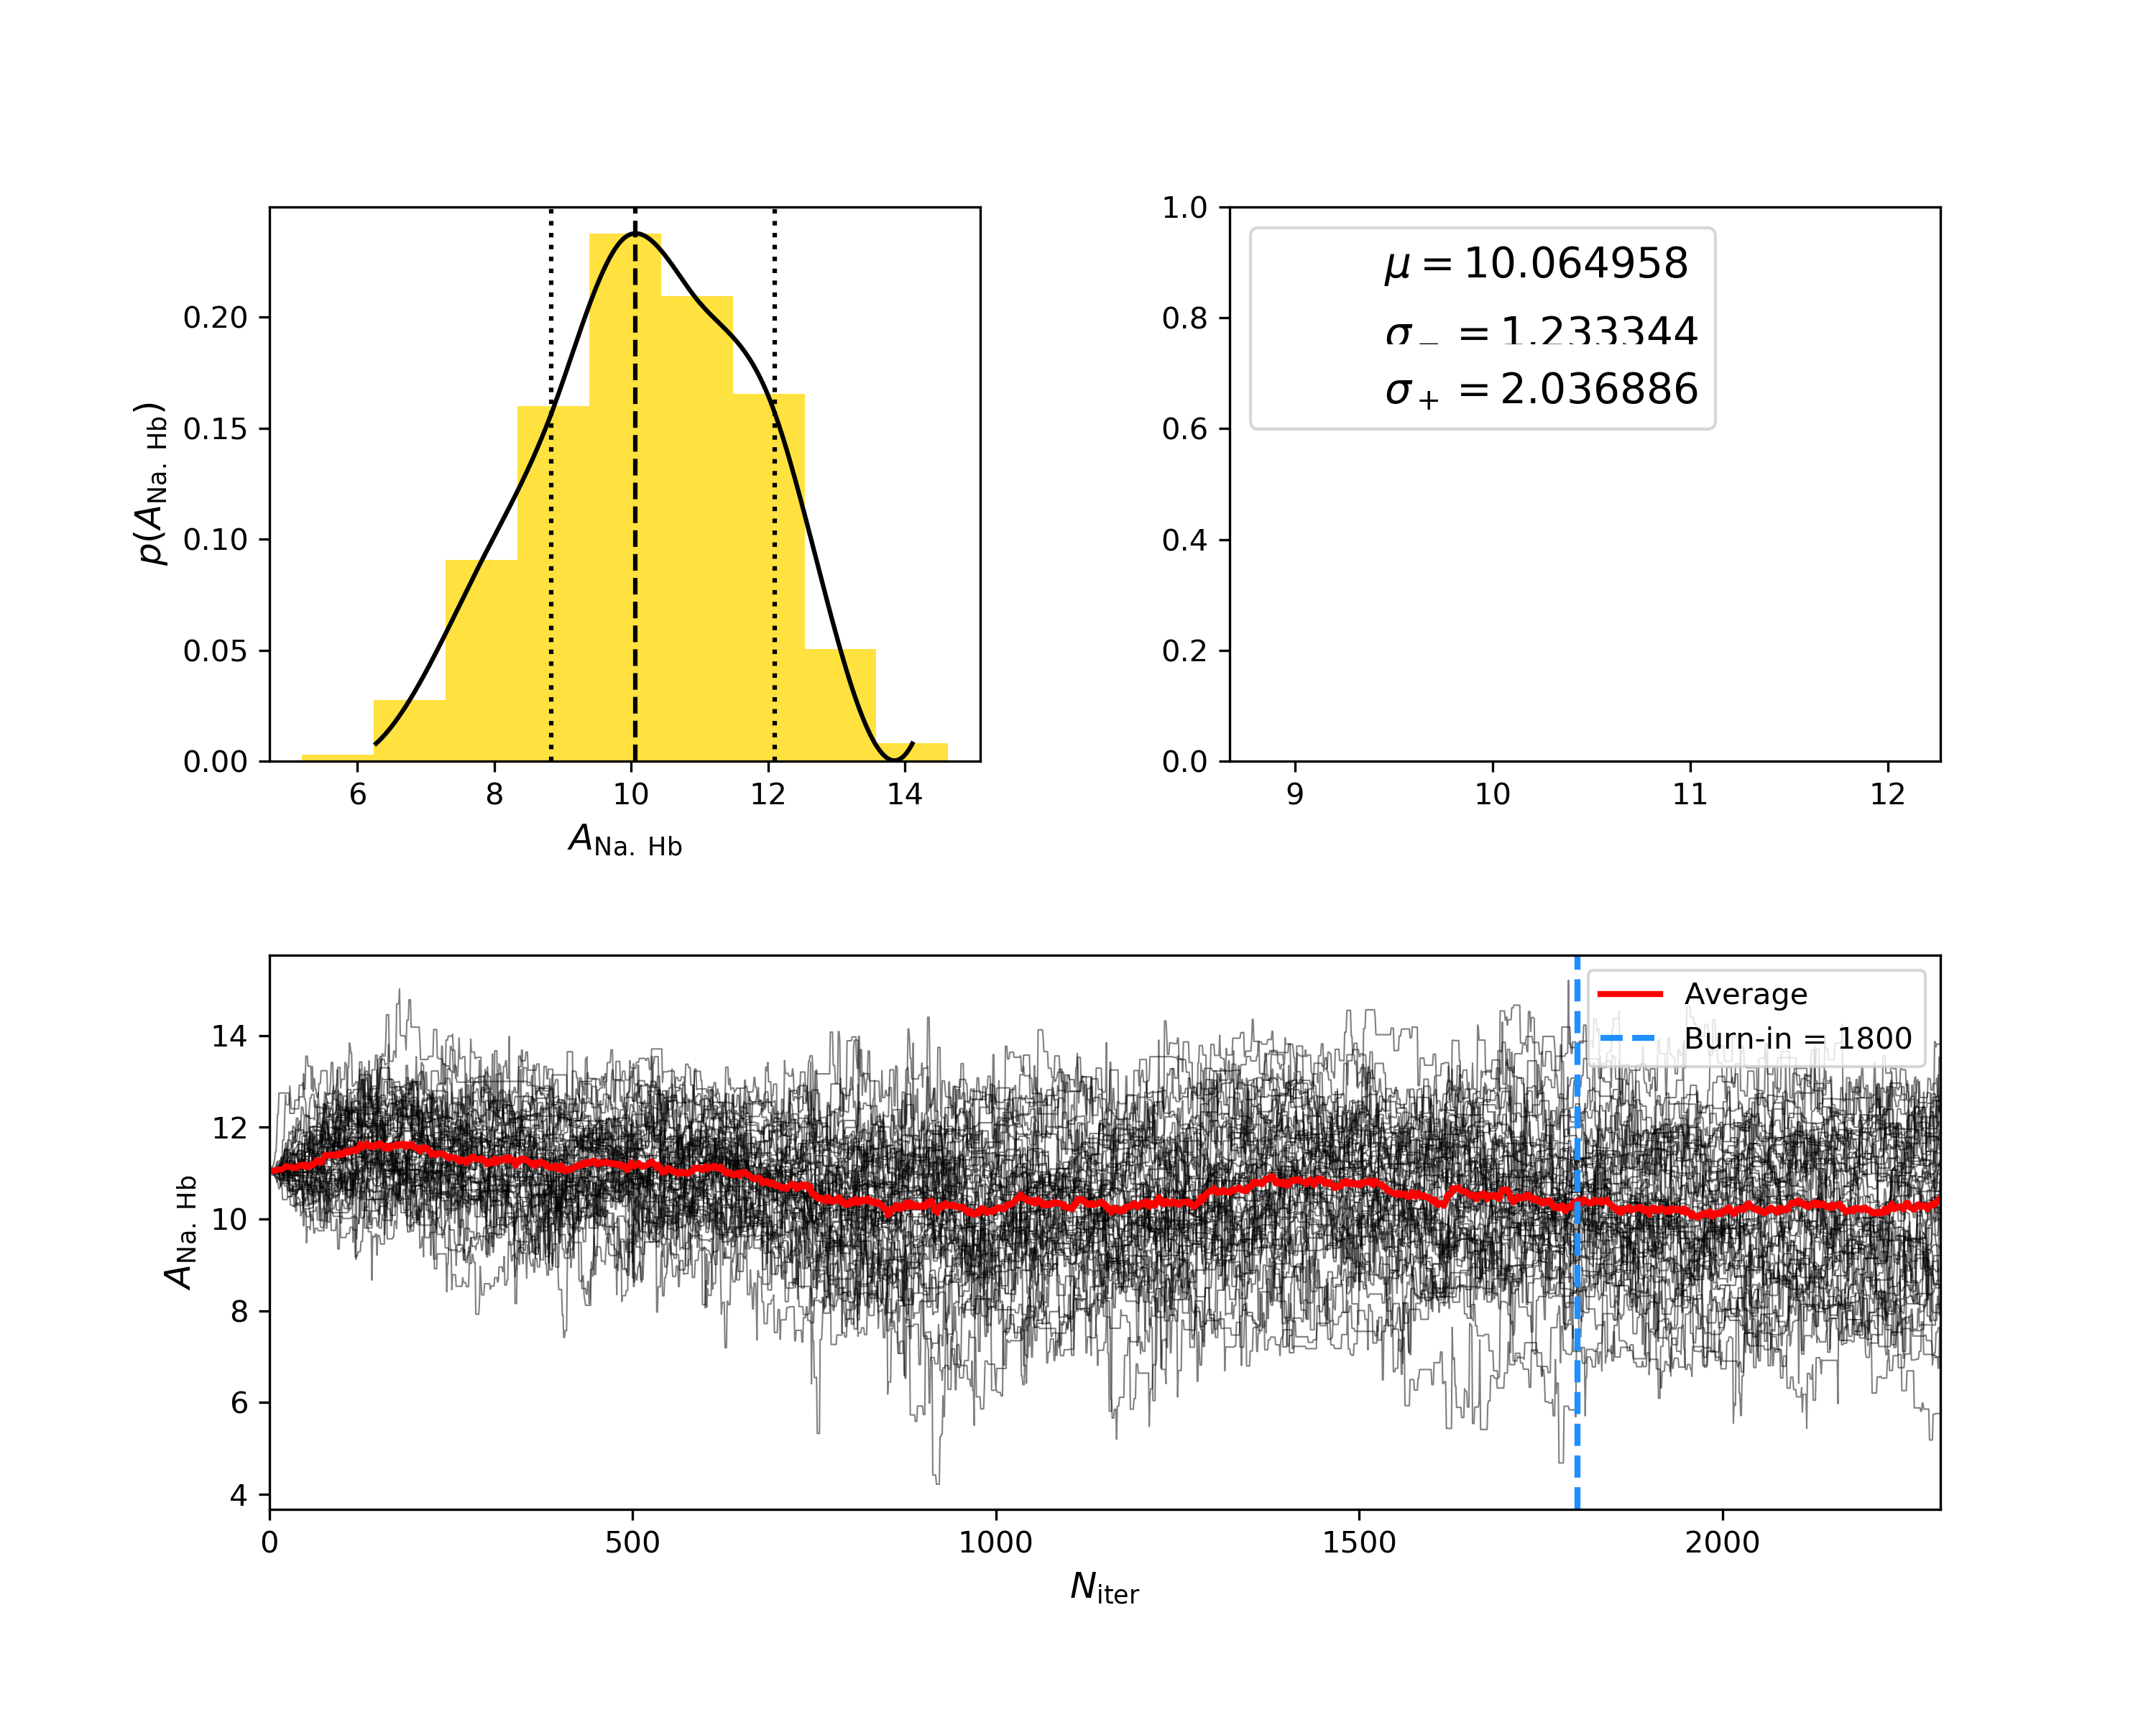 0.20
0.15
0.10
0.05
0.00
p(A_Na. Hb)
6 8 10 12 14
A_Na. Hb
1.0
0.8
0.6
0.4
0.2
0.0
μ = 10.064958
σ_- = 1.233344
σ_+ = 2.036886
9 10 11 12
14
12
10
8
6
4
A_Na. Hb
Average
Burn-in = 1800
0 500 1000 1500 2000
N_iter